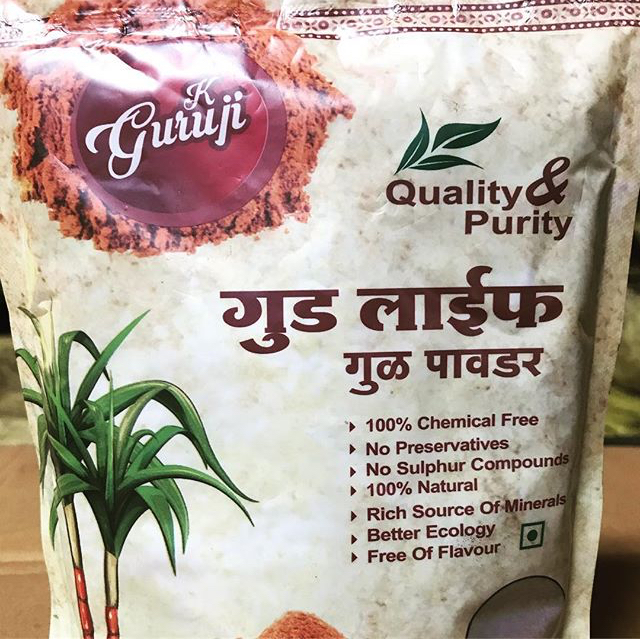 K
Guruji
Quality &
Purity
गुड लाईफ
गुळ पावडर
100% Chemical Free
No Preservatives
No Sulphur Compounds
100% Natural
Rich Source Of Minerals
Better Ecology
Free Of Flavour